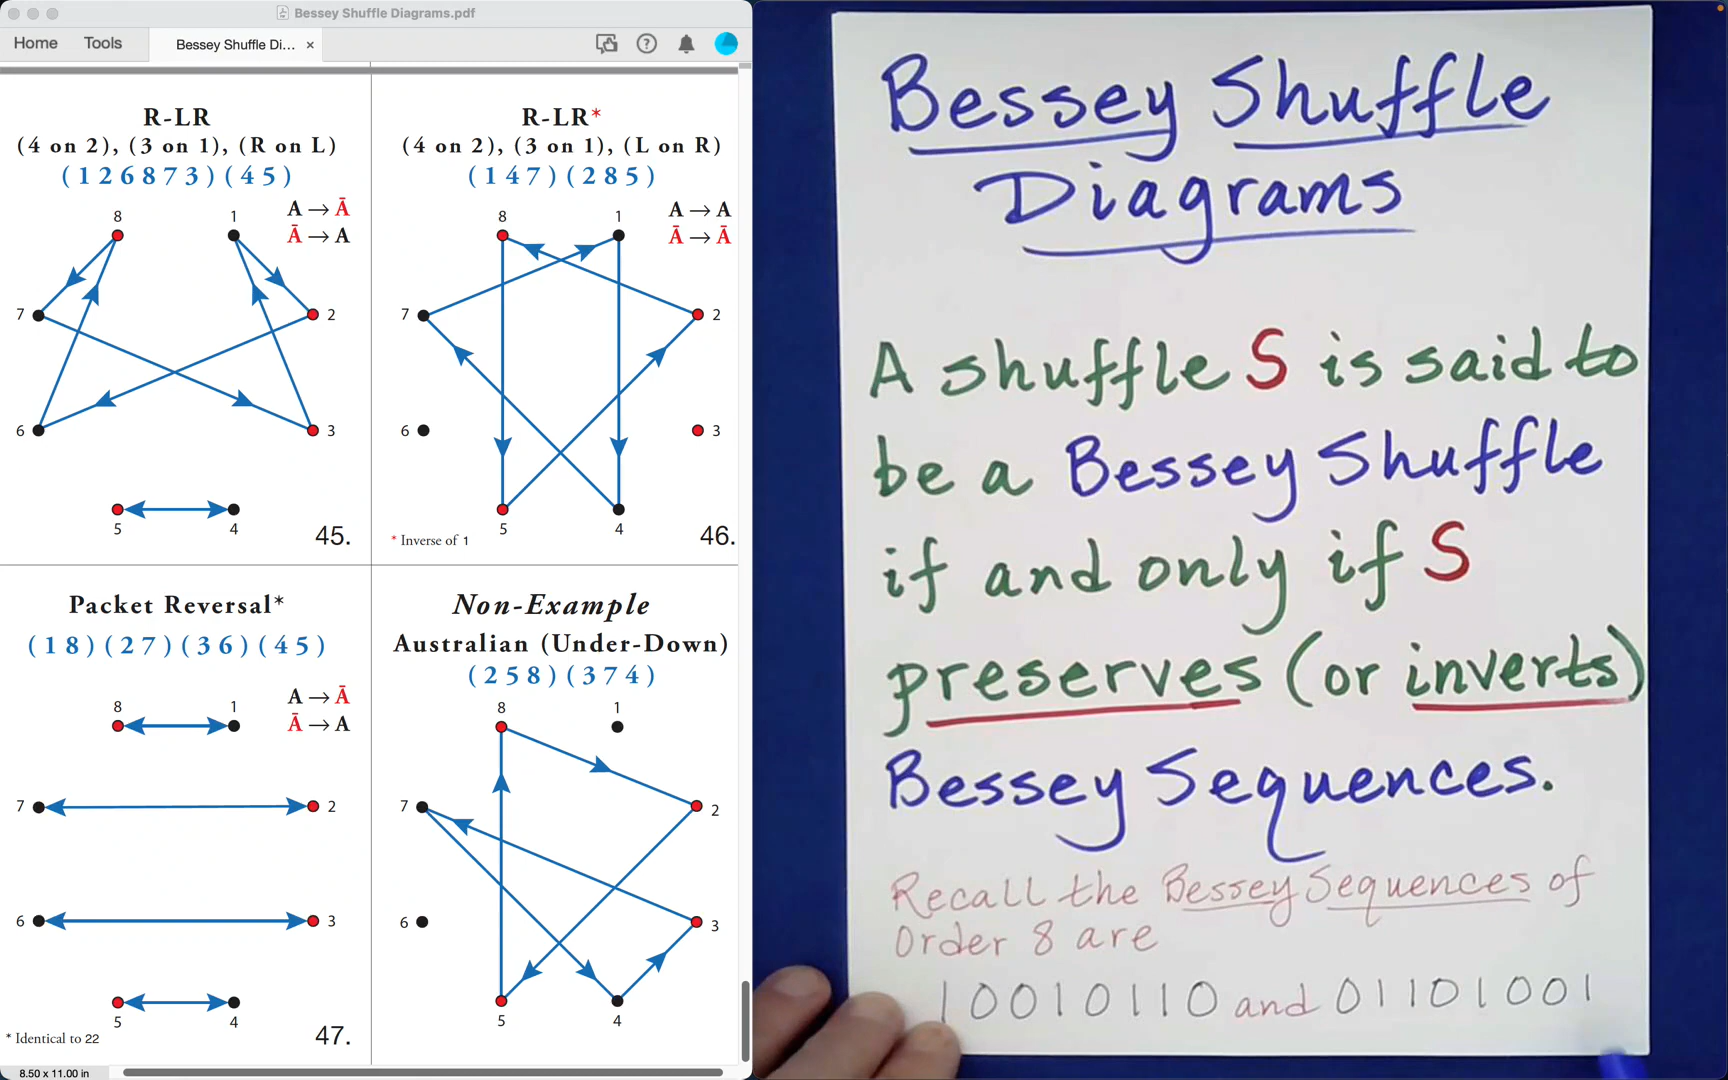 Bessey Shuffle Diagrams.pdf
Home Tools Bessey Shuffle Di... ×
R-LR
(4 on 2), (3 on 1), (R on L)
(1 2 6 8 7 3) (4 5)
A → Ā
Ā → A
8 1
7 2
6 3
5 4
45.
R-LR*
(4 on 2), (3 on 1), (L on R)
(1 4 7) (2 8 5)
A → A
Ā → Ā
8 1
7 2
6 3
5 4
* Inverse of 1
46.
Packet Reversal*
(1 8) (2 7) (3 6) (4 5)
A → Ā
Ā → A
8 1
7 2
6 3
5 4
* Identical to 22
47.
Non-Example
Australian (Under-Down)
(2 5 8) (3 7 4)
8 1
7 2
6 3
5 4
8.50 x 11.00 in
Bessey Shuffle
Diagrams
A shuffle S is said to
be a Bessey Shuffle
if and only if S
preserves (or inverts)
Bessey Sequences.
Recall the Bessey Sequences of
Order 8 are
10010110 and 01101001